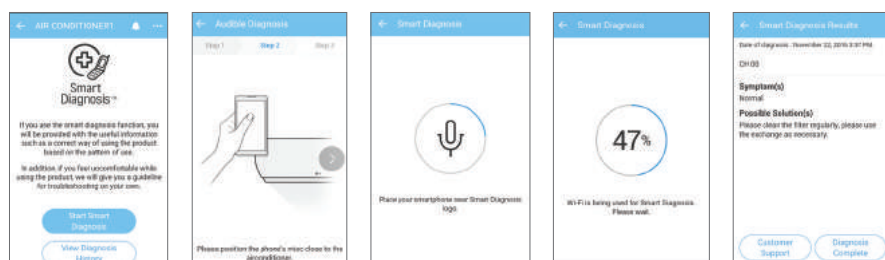 AIR CONDITIONER1
Smart
Diagnosis™
If you use the smart diagnosis function, you
will be provided with the useful information
such as a correct way of using the product
based on the pattern of use.
In addition, if you feel uncomfortable while
using the product, we will give you a guideline
for troubleshooting on your own.
Start Smart
Diagnosis
View Diagnosis
History
Audible Diagnosis
Step 1 Step 2 Step 3
Please position the phone's mic close to the
airconditioner.
Smart Diagnosis
Place your smartphone near Smart Diagnosis
logo.
Smart Diagnosis
47%
Wi-Fi is being used for Smart Diagnosis.
Please wait.
Smart Diagnosis Results
Date of diagnosis : November 22, 2016 3:37 PM
Symptom(s)
Normal
Possible Solution(s)
Please clean the filter regularly, please use
the exchange as necessary.
Customer
Support
Diagnosis
Complete